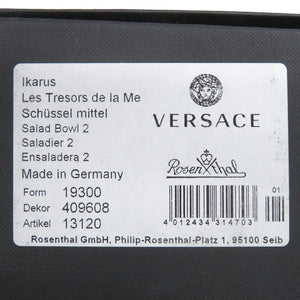 Ikarus
Les Tresors de la Me
Schüssel mittel
Salad Bowl 2
Saladier 2
Ensaladera 2
Made in Germany
Form 19300
Dekor 409608
Artikel 13120
VERSACE
Rosenthal
01
4 012434 314703
Rosenthal GmbH, Philip-Rosenthal-Platz 1, 95100 Selb